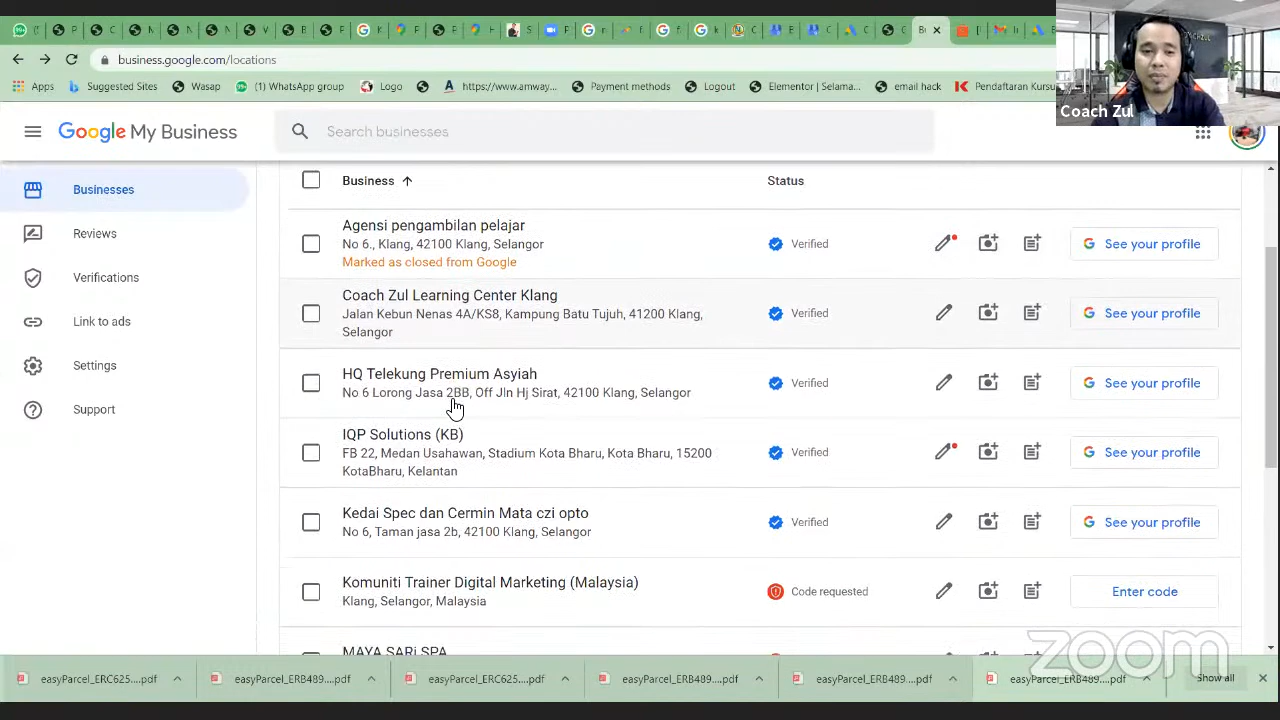 business.google.com/locations
Apps
Suggested Sites
Wasap
(1) WhatsApp group
Logo
https://www.amway...
Payment methods
Logout
Elementor | Selama...
email hack
Pendaftaran Kursu
Coach Zul
Google My Business
Search businesses
Businesses
Reviews
Verifications
Link to ads
Settings
Support
Business
Status
Agensi pengambilan pelajar
No 6., Klang, 42100 Klang, Selangor
Marked as closed from Google
Verified
See your profile
Coach Zul Learning Center Klang
Jalan Kebun Nenas 4A/KS8, Kampung Batu Tujuh, 41200 Klang,
Selangor
Verified
See your profile
HQ Telekung Premium Asyiah
No 6 Lorong Jasa 2BB, Off Jln Hj Sirat, 42100 Klang, Selangor
Verified
See your profile
IQP Solutions (KB)
FB 22, Medan Usahawan, Stadium Kota Bharu, Kota Bharu, 15200
KotaBharu, Kelantan
Verified
See your profile
Kedai Spec dan Cermin Mata czi opto
No 6, Taman jasa 2b, 42100 Klang, Selangor
Verified
See your profile
Komuniti Trainer Digital Marketing (Malaysia)
Klang, Selangor, Malaysia
Code requested
Enter code
MAYA SARi SPA
zoom
easyParcel_ERC625....pdf
easyParcel_ERB489....pdf
easyParcel_ERC625....pdf
easyParcel_ERB489....pdf
easyParcel_ERB489....pdf
easyParcel_ERB489....pdf
Show all